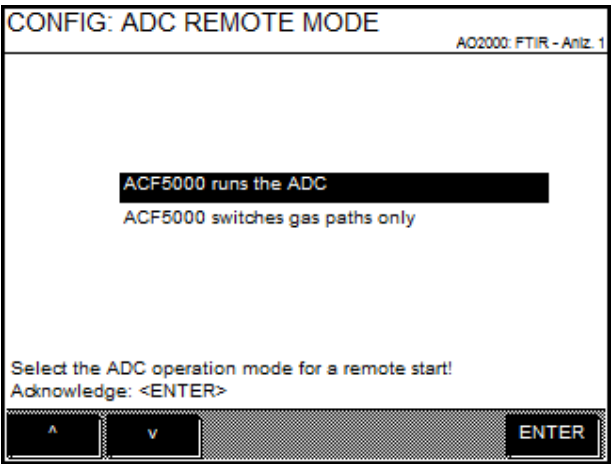 CONFIG: ADC REMOTE MODE
AO2000: FTIR - Anlz. 1
ACF5000 runs the ADC
ACF5000 switches gas paths only
Select the ADC operation mode for a remote start!
Acknowledge: <ENTER>
^ v ENTER